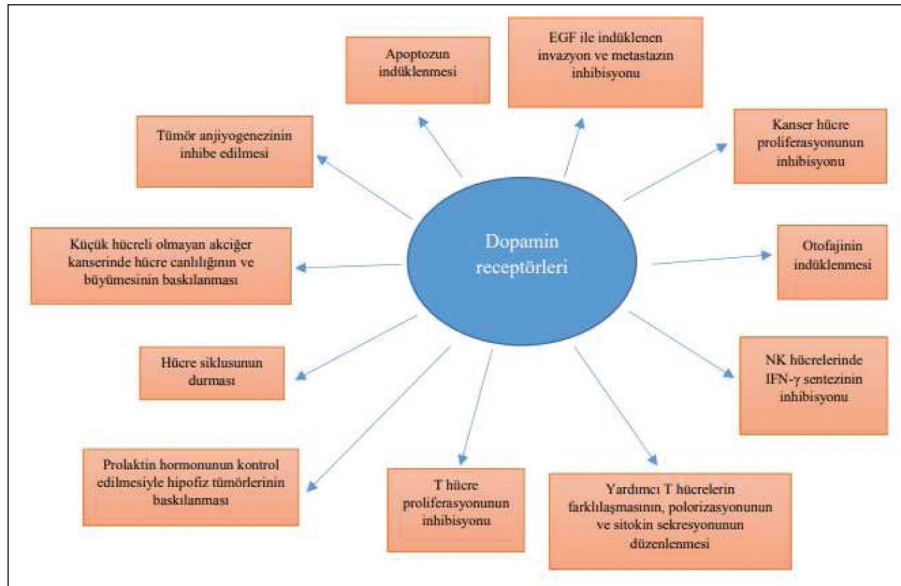 EGF ile indüklenen
invazyon ve metastazın
inhibisyonu
Apoptozun
indüklenmesi
Kanser hücre
proliferasyonunun
inhibisyonu
Tümör anjiyogenezinin
inhibe edilmesi
Dopamin
receptörleri
Küçük hücreli olmayan akciğer
kanserinde hücre canlılığının ve
büyümesinin baskılanması
Otofajinin
indüklenmesi
Hücre siklusunun
durması
NK hücrelerinde
IFN-γ sentezinin
inhibisyonu
Prolaktin hormonunun kontrol
edilmesiyle hipofiz tümörlerinin
baskılanması
T hücre
proliferasyonunun
inhibisyonu
Yardımcı T hücrelerin
farklılaşmasının, polorizasyonunun
ve sitokin sekresyonunun
düzenlenmesi